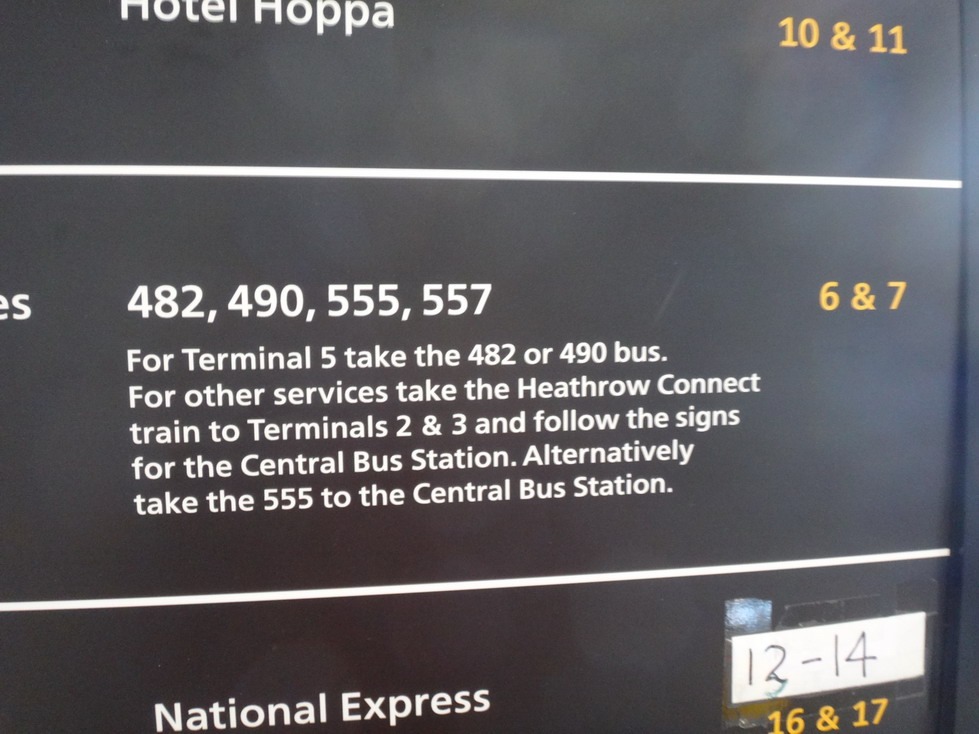 Hotel Hoppa 10 & 11
es 482, 490, 555, 557 6 & 7
For Terminal 5 take the 482 or 490 bus.
For other services take the Heathrow Connect
train to Terminals 2 & 3 and follow the signs
for the Central Bus Station. Alternatively
take the 555 to the Central Bus Station.
12-14
National Express 16 & 17